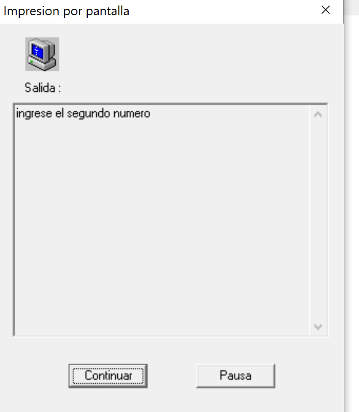 Impresion por pantalla
Salida :
ingrese el segundo numero
Continuar
Pausa